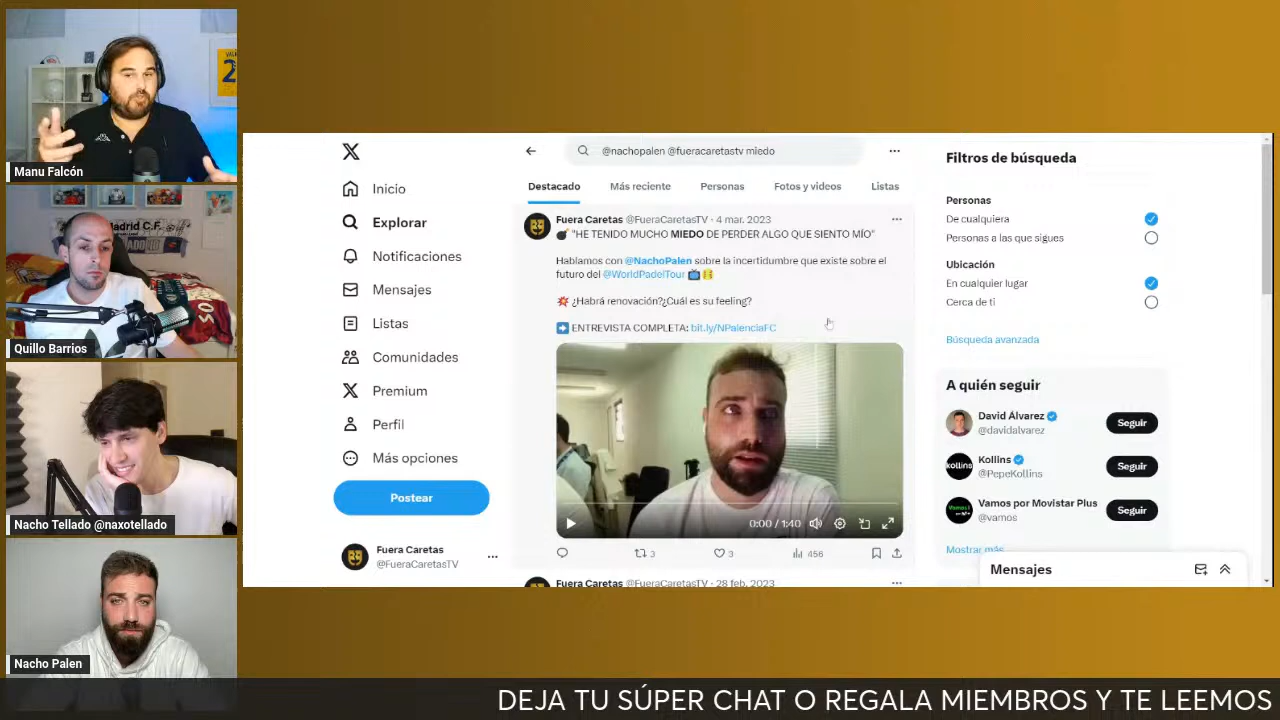 Manu Falcón
Quillo Barrios
Nacho Tellado @naxotellado
Nacho Palen
X
Inicio
Explorar
Notificaciones
Mensajes
Listas
Comunidades
Premium
Perfil
Más opciones
Postear
Fuera Caretas
@FueraCaretasTV
@nachopalen @fueracaretastv miedo
Destacado Más reciente Personas Fotos y videos Listas
Fuera Caretas @FueraCaretasTV · 4 mar. 2023
💣 "HE TENIDO MUCHO MIEDO DE PERDER ALGO QUE SIENTO MÍO"
Hablamos con @NachoPalen sobre la incertidumbre que existe sobre el
futuro del @WorldPadelTour 📺🎾
💥 ¿Habrá renovación?¿Cuál es su feeling?
➡️ ENTREVISTA COMPLETA: bit.ly/NPalenciaFC
0:00 / 1:40
3 3 456
Fuera Caretas @FueraCaretasTV · 28 feb. 2023
Filtros de búsqueda
Personas
De cualquiera
Personas a las que sigues
Ubicación
En cualquier lugar
Cerca de ti
Búsqueda avanzada
A quién seguir
David Álvarez
@davidalvarez
Seguir
kollins
Kollins
@PepeKollins
Seguir
Vamos por Movistar Plus
@vamos
Seguir
Mostrar más
Mensajes
DEJA TU SÚPER CHAT O REGALA MIEMBROS Y TE LEEMOS